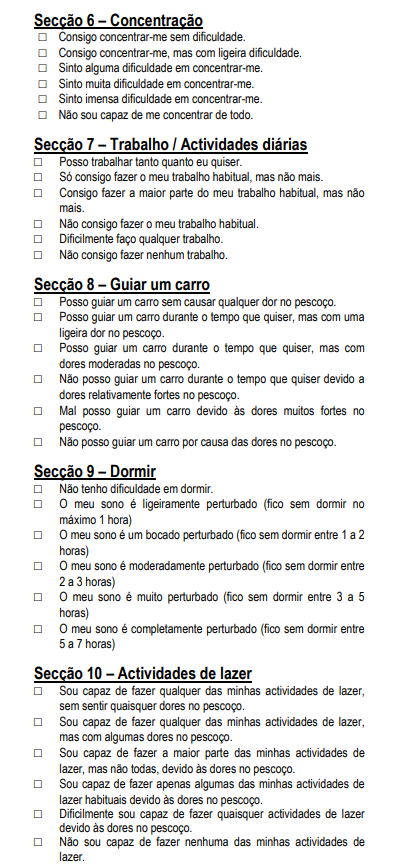 Secção 6 – Concentração
□ Consigo concentrar-me sem dificuldade.
□ Consigo concentrar-me, mas com ligeira dificuldade.
□ Sinto alguma dificuldade em concentrar-me.
□ Sinto muita dificuldade em concentrar-me.
□ Sinto imensa dificuldade em concentrar-me.
□ Não sou capaz de me concentrar de todo.
Secção 7 – Trabalho / Actividades diárias
□ Posso trabalhar tanto quanto eu quiser.
□ Só consigo fazer o meu trabalho habitual, mas não mais.
□ Consigo fazer a maior parte do meu trabalho habitual, mas não
mais.
□ Não consigo fazer o meu trabalho habitual.
□ Dificilmente faço qualquer trabalho.
□ Não consigo fazer nenhum trabalho.
Secção 8 – Guiar um carro
□ Posso guiar um carro sem causar qualquer dor no pescoço.
□ Posso guiar um carro durante o tempo que quiser, mas com uma
ligeira dor no pescoço.
□ Posso guiar um carro durante o tempo que quiser, mas com
dores moderadas no pescoço.
□ Não posso guiar um carro durante o tempo que quiser devido a
dores relativamente fortes no pescoço.
□ Mal posso guiar um carro devido às dores muitos fortes no
pescoço.
□ Não posso guiar um carro por causa das dores no pescoço.
Secção 9 – Dormir
□ Não tenho dificuldade em dormir.
□ O meu sono é ligeiramente perturbado (fico sem dormir no
máximo 1 hora)
□ O meu sono é um bocado perturbado (fico sem dormir entre 1 a 2
horas)
□ O meu sono é moderadamente perturbado (fico sem dormir entre
2 a 3 horas)
□ O meu sono é muito perturbado (fico sem dormir entre 3 a 5
horas)
□ O meu sono é completamente perturbado (fico sem dormir entre
5 a 7 horas)
Secção 10 – Actividades de lazer
□ Sou capaz de fazer qualquer das minhas actividades de lazer,
sem sentir quaisquer dores no pescoço.
□ Sou capaz de fazer qualquer das minhas actividades de lazer,
mas com algumas dores no pescoço.
□ Sou capaz de fazer a maior parte das minhas actividades de
lazer, mas não todas, devido às dores no pescoço.
□ Sou capaz de fazer apenas algumas das minhas actividades de
lazer habituais devido às dores no pescoço.
□ Dificilmente sou capaz de fazer quaisquer actividades de lazer
devido às dores no pescoço.
□ Não sou capaz de fazer nenhuma das minhas actividades de
lazer.